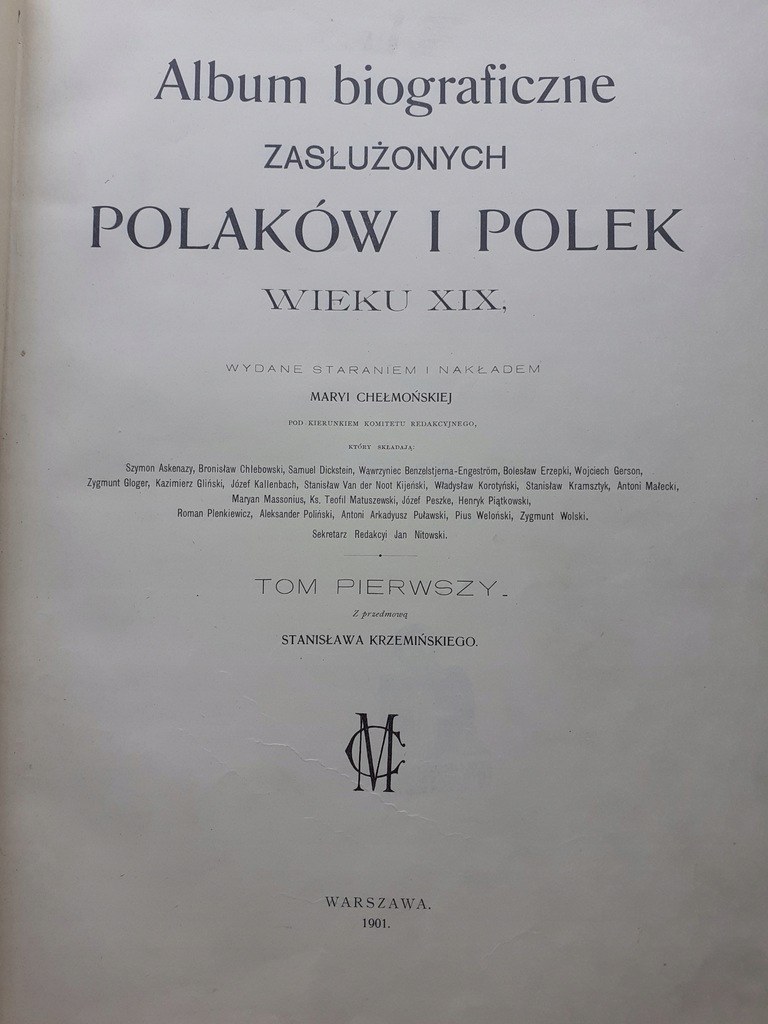 Album biograficzne
ZASŁUŻONYCH
POLAKÓW I POLEK
WIEKU XIX,
WYDANE STARANIEM I NAKŁADEM
MARYI CHEŁMOŃSKIEJ
POD KIERUNKIEM KOMITETU REDAKCYJNEGO,
KTÓRY SKŁADAJĄ:
Szymon Askenazy, Bronisław Chlebowski, Samuel Dickstein, Wawrzyniec Benzelstjerna-Engeström, Bolesław Erzepki, Wojciech Gerson,
Zygmunt Gloger, Kazimierz Gliński, Józef Kallenbach, Stanisław Van der Noot Kijeński, Władysław Korotyński, Stanisław Kramsztyk, Antoni Małecki,
Maryan Massonius, Ks. Teofil Matuszewski, Józef Peszke, Henryk Piątkowski,
Roman Plenkiewicz, Aleksander Poliński, Antoni Arkadyusz Puławski, Pius Weloński, Zygmunt Wolski.
Sekretarz Redakcyi Jan Nitowski.
TOM PIERWSZY.
Z przedmową
STANISŁAWA KRZEMIŃSKIEGO.
MC
WARSZAWA.
1901.